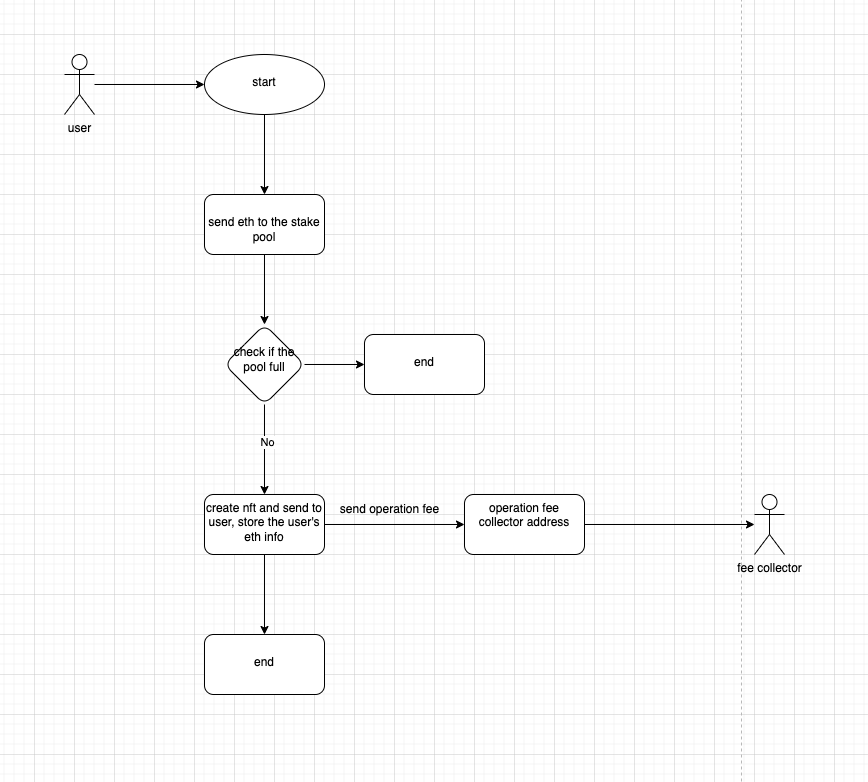 start
user
send eth to the stake
pool
check if the
pool full
end
No
create nft and send to
user, store the user's
eth info
send operation fee
operation fee
collector address
fee collector
end